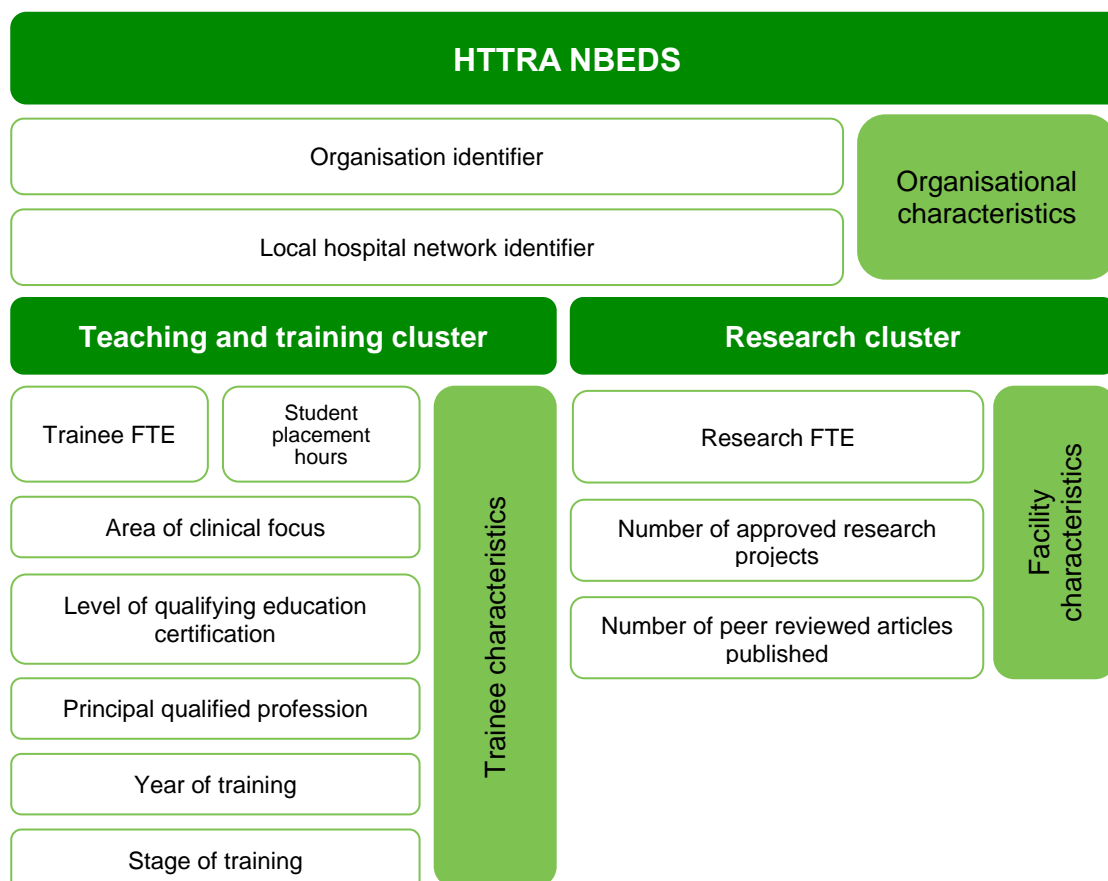 HTTRA NBEDS
Organisation identifier
Local hospital network identifier
Organisational
characteristics
Teaching and training cluster
Trainee FTE
Student
placement
hours
Area of clinical focus
Level of qualifying education
certification
Principal qualified profession
Year of training
Stage of training
Trainee characteristics
Research cluster
Research FTE
Number of approved research
projects
Number of peer reviewed articles
published
Facility
characteristics